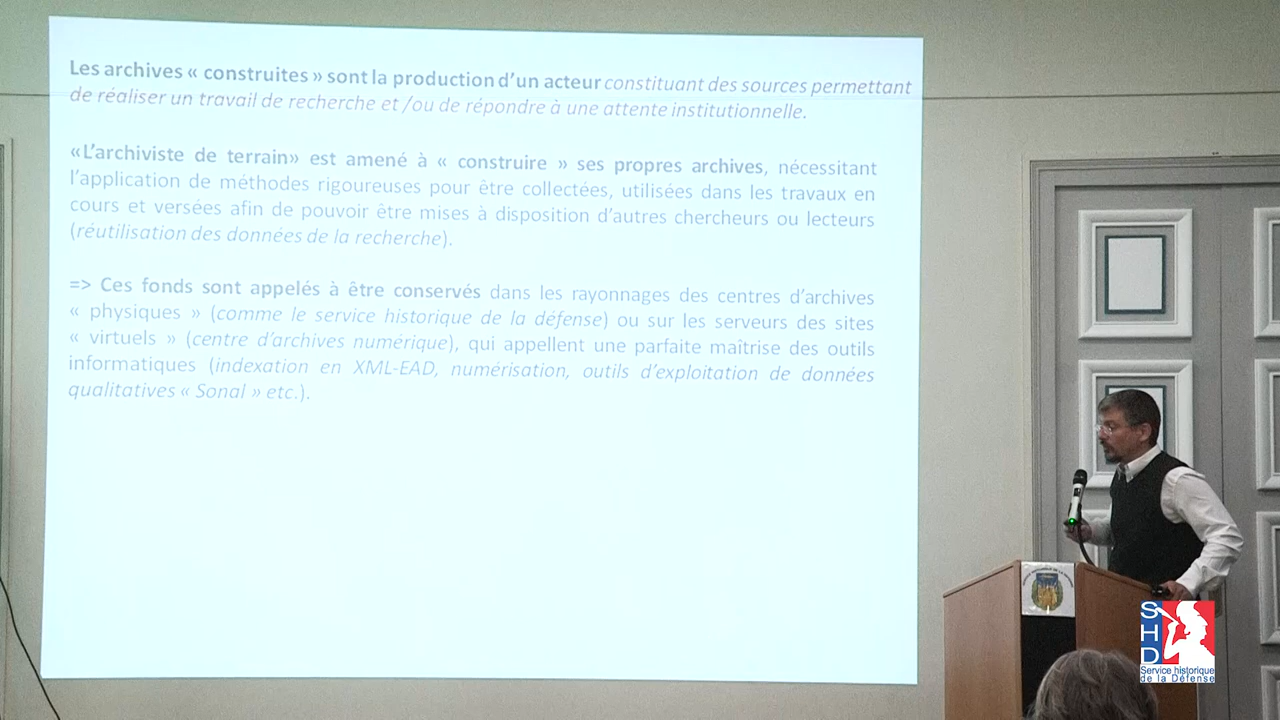 Les archives « construites » sont la production d'un acteur constituant des sources permettant
de réaliser un travail de recherche et /ou de répondre à une attente institutionnelle.
«L'archiviste de terrain» est amené à « construire » ses propres archives, nécessitant
l'application de méthodes rigoureuses pour être collectées, utilisées dans les travaux en
cours et versées afin de pouvoir être mises à disposition d'autres chercheurs ou lecteurs
(réutilisation des données de la recherche).
=> Ces fonds sont appelés à être conservés dans les rayonnages des centres d'archives
« physiques » (comme le service historique de la défense) ou sur les serveurs des sites
« virtuels » (centre d'archives numérique), qui appellent une parfaite maîtrise des outils
informatiques (indexation en XML-EAD, numérisation, outils d'exploitation de données
qualitatives « Sonal » etc.).
SHD
Service historique
de la Défense